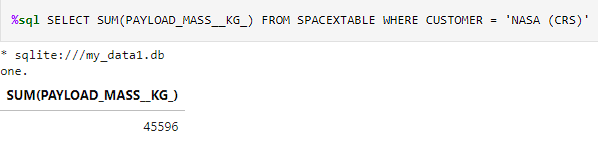 %sql SELECT SUM(PAYLOAD_MASS__KG_) FROM SPACEXTABLE WHERE CUSTOMER = 'NASA (CRS)'
* sqlite:///my_data1.db
one.
SUM(PAYLOAD_MASS__KG_)
45596